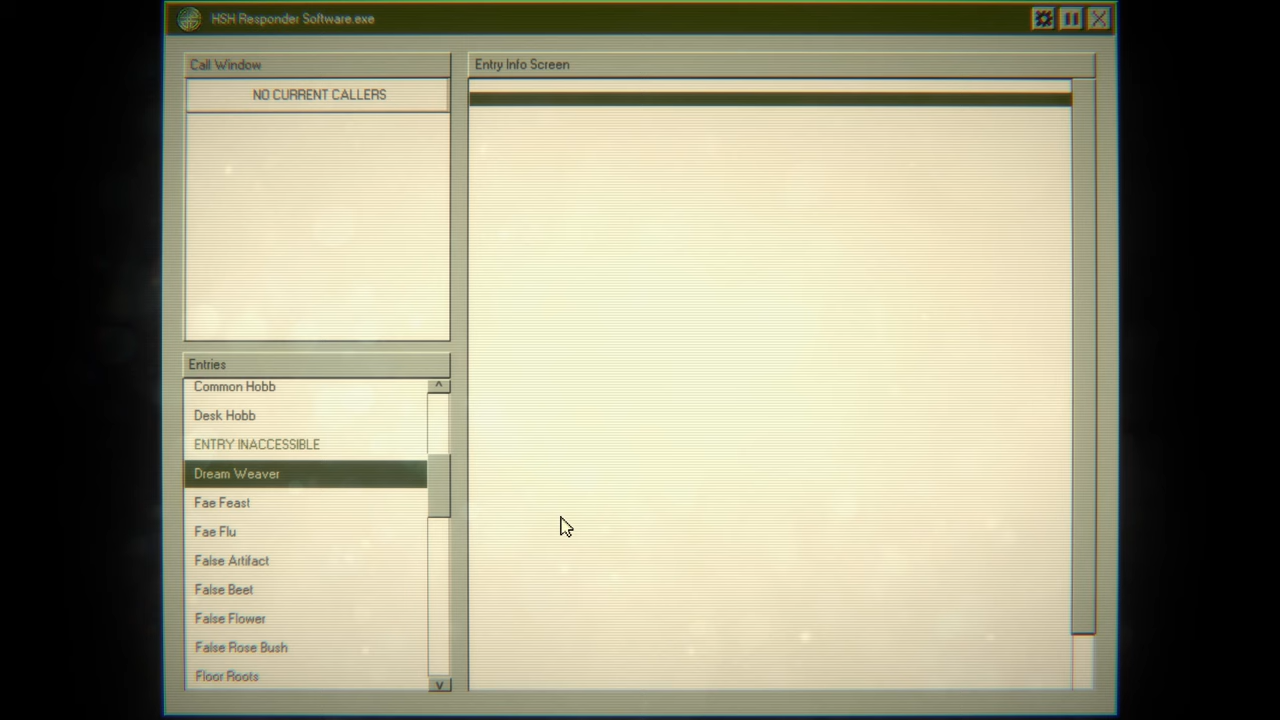 HSH Responder Software.exe
Call Window
NO CURRENT CALLERS
Entry Info Screen
Entries
Common Hobb
Desk Hobb
ENTRY INACCESSIBLE
Dream Weaver
Fae Feast
Fae Flu
False Artifact
False Beet
False Flower
False Rose Bush
Floor Roots